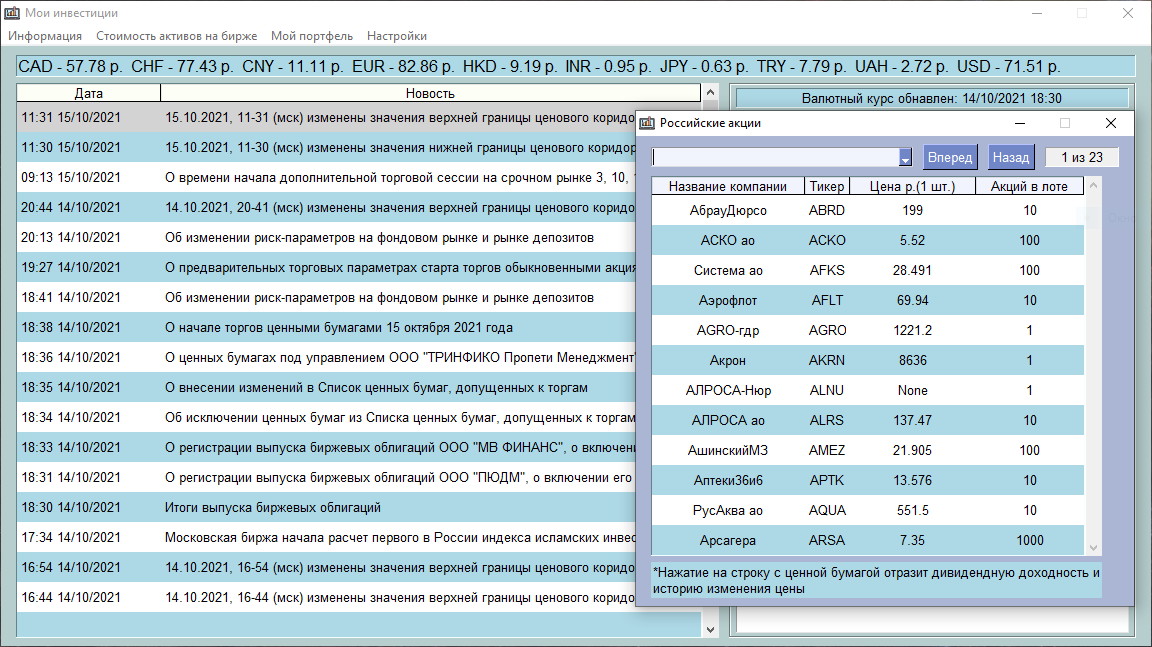 Мои инвестиции
Информация Стоимость активов на бирже Мой портфель Настройки
CAD - 57.78 р. CHF - 77.43 р. CNY - 11.11 р. EUR - 82.86 р. HKD - 9.19 р. INR - 0.95 р. JPY - 0.63 р. TRY - 7.79 р. UAH - 2.72 р. USD - 71.51 р.
Дата Новость
11:31 15/10/2021 15.10.2021, 11-31 (мск) изменены значения верхней границы ценового коридо
11:30 15/10/2021 15.10.2021, 11-30 (мск) изменены значения нижней границы ценового коридор
09:13 15/10/2021 О времени начала дополнительной торговой сессии на срочном рынке 3, 10,
20:44 14/10/2021 14.10.2021, 20-41 (мск) изменены значения верхней границы ценового коридо
20:13 14/10/2021 Об изменении риск-параметров на фондовом рынке и рынке депозитов
19:27 14/10/2021 О предварительных торговых параметрах старта торгов обыкновенными акция
18:41 14/10/2021 Об изменении риск-параметров на фондовом рынке и рынке депозитов
18:38 14/10/2021 О начале торгов ценными бумагами 15 октября 2021 года
18:36 14/10/2021 О ценных бумагах под управлением ООО "ТРИНФИКО Пропети Менеджмент"
18:35 14/10/2021 О внесении изменений в Список ценных бумаг, допущенных к торгам
18:34 14/10/2021 Об исключении ценных бумаг из Списка ценных бумаг, допущенных к торгам
18:33 14/10/2021 О регистрации выпуска биржевых облигаций ООО "МВ ФИНАНС", о включени
18:31 14/10/2021 О регистрации выпуска биржевых облигаций ООО "ПЮДМ", о включении его
18:30 14/10/2021 Итоги выпуска биржевых облигаций
17:34 14/10/2021 Московская биржа начала расчет первого в России индекса исламских инвес
16:54 14/10/2021 14.10.2021, 16-54 (мск) изменены значения верхней границы ценового коридо
16:44 14/10/2021 14.10.2021, 16-44 (мск) изменены значения верхней границы ценового коридо
Валютный курс обнавлен: 14/10/2021 18:30
Российские акции
Вперед Назад 1 из 23
Название компании Тикер Цена р.(1 шт.) Акций в лоте
АбрауДюрсо ABRD 199 10
АСКО ао ACKO 5.52 100
Система ао AFKS 28.491 100
Аэрофлот AFLT 69.94 10
AGRO-гдр AGRO 1221.2 1
Акрон AKRN 8636 1
АЛРОСА-Нюр ALNU None 1
АЛРОСА ао ALRS 137.47 10
АшинскийМЗ AMEZ 21.905 100
Аптеки36и6 APTK 13.576 10
РусАква ао AQUA 551.5 10
Арсагера ARSA 7.35 1000
*Нажатие на строку с ценной бумагой отразит дивидендную доходность и
историю изменения цены